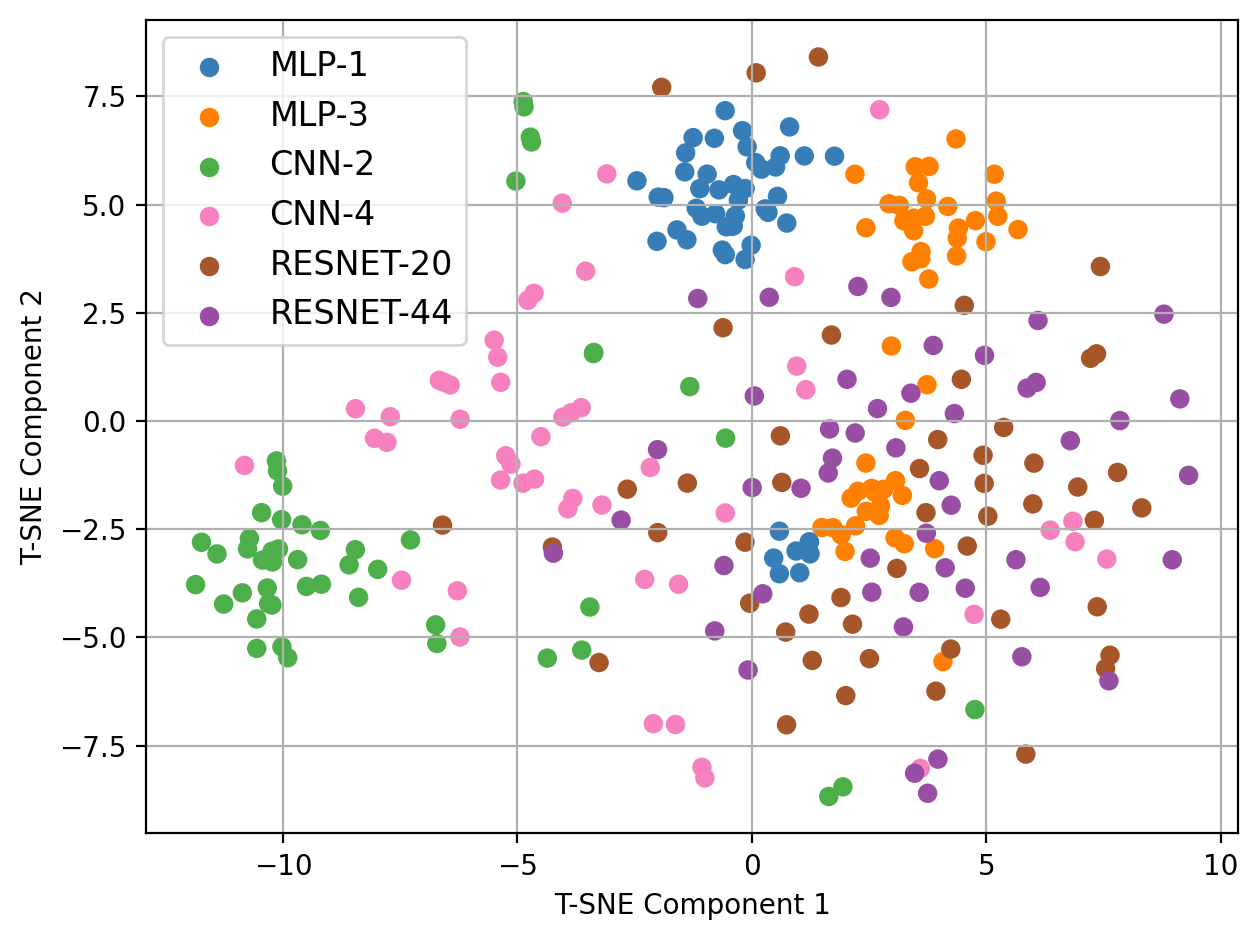 MLP-1
MLP-3
CNN-2
CNN-4
RESNET-20
RESNET-44
7.5
5.0
2.5
0.0
−2.5
−5.0
−7.5
T-SNE Component 2
−10 −5 0 5 10
T-SNE Component 1